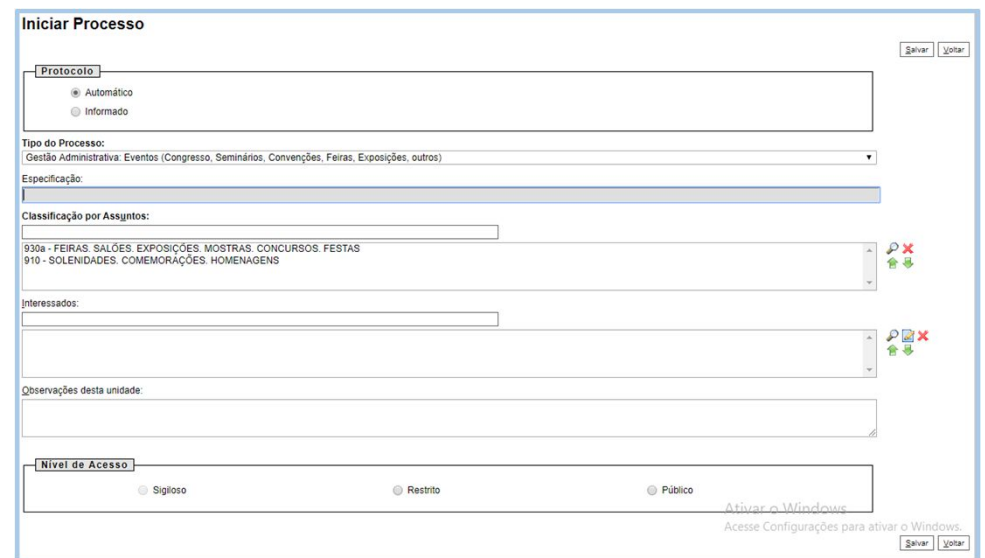 Iniciar Processo
Salvar Voltar
Protocolo
Automático
Informado
Tipo do Processo:
Gestão Administrativa: Eventos (Congresso, Seminários, Convenções, Feiras, Exposições, outros)
Especificação:
Classificação por Assuntos:
930a - FEIRAS. SALÕES. EXPOSIÇÕES. MOSTRAS. CONCURSOS. FESTAS
910 - SOLENIDADES. COMEMORAÇÕES. HOMENAGENS
Interessados:
Observações desta unidade:
Nível de Acesso
Sigiloso Restrito Público
Ativar o Windows
Acesse Configurações para ativar o Windows.
Salvar Voltar